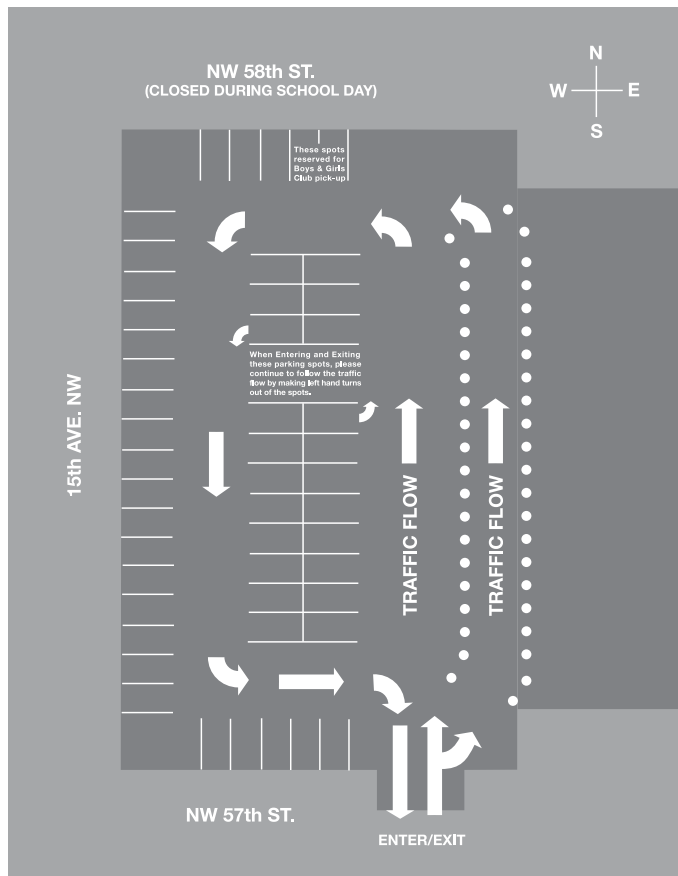 NW 58th ST.
(CLOSED DURING SCHOOL DAY)
N
W E
S
These spots
reserved for
Boys & Girls
Club pick-up
When Entering and Exiting
these parking spots, please
continue to follow the traffic
flow by making left hand turns
out of the spots.
15th AVE. NW
TRAFFIC FLOW
TRAFFIC FLOW
NW 57th ST.
ENTER/EXIT